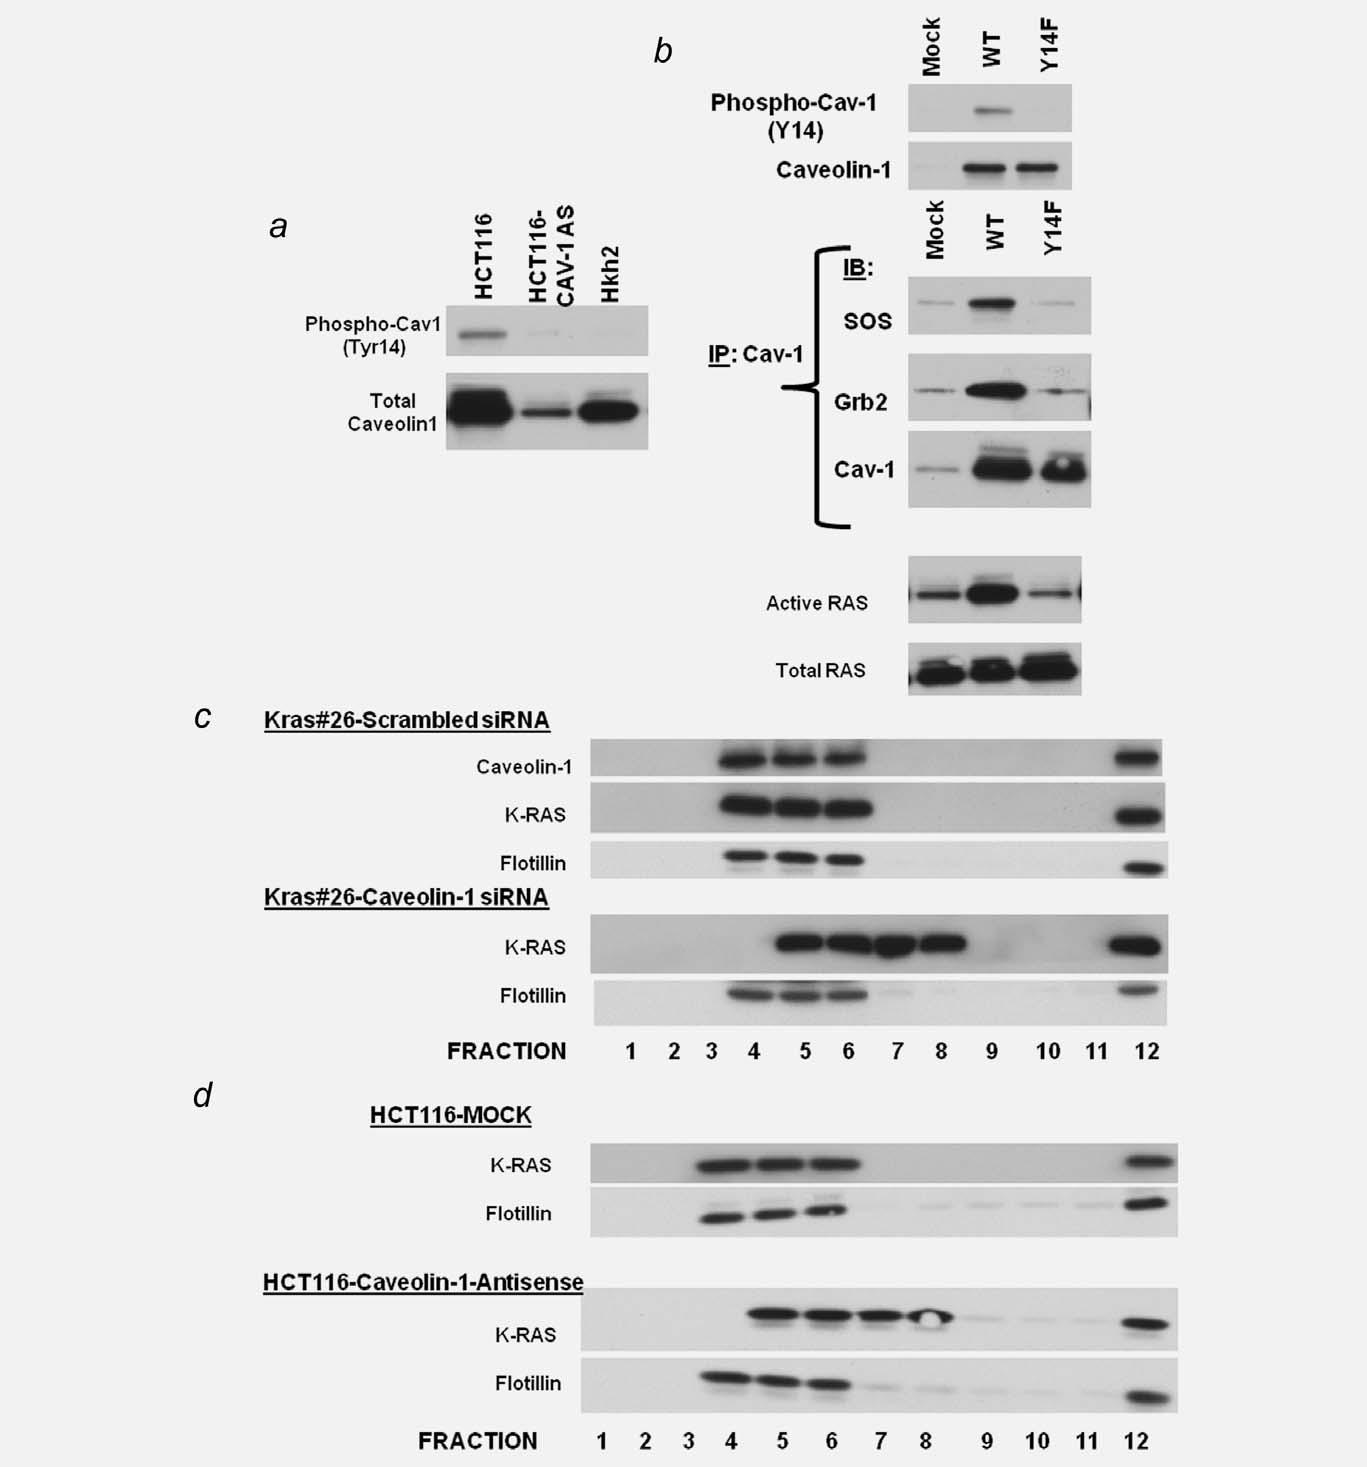 a
HCT116
HCT116-
CAV-1 AS
Hkh2
Phospho-Cav1
(Tyr14)
Total
Caveolin1
b
Mock
WT
Y14F
Phospho-Cav-1
(Y14)
Caveolin-1
Mock
WT
Y14F
IB:
SOS
IP: Cav-1
Grb2
Cav-1
Active RAS
Total RAS
c
Kras#26-Scrambled siRNA
Caveolin-1
K-RAS
Flotillin
Kras#26-Caveolin-1 siRNA
K-RAS
Flotillin
FRACTION 1 2 3 4 5 6 7 8 9 10 11 12
d
HCT116-MOCK
K-RAS
Flotillin
HCT116-Caveolin-1-Antisense
K-RAS
Flotillin
FRACTION 1 2 3 4 5 6 7 8 9 10 11 12